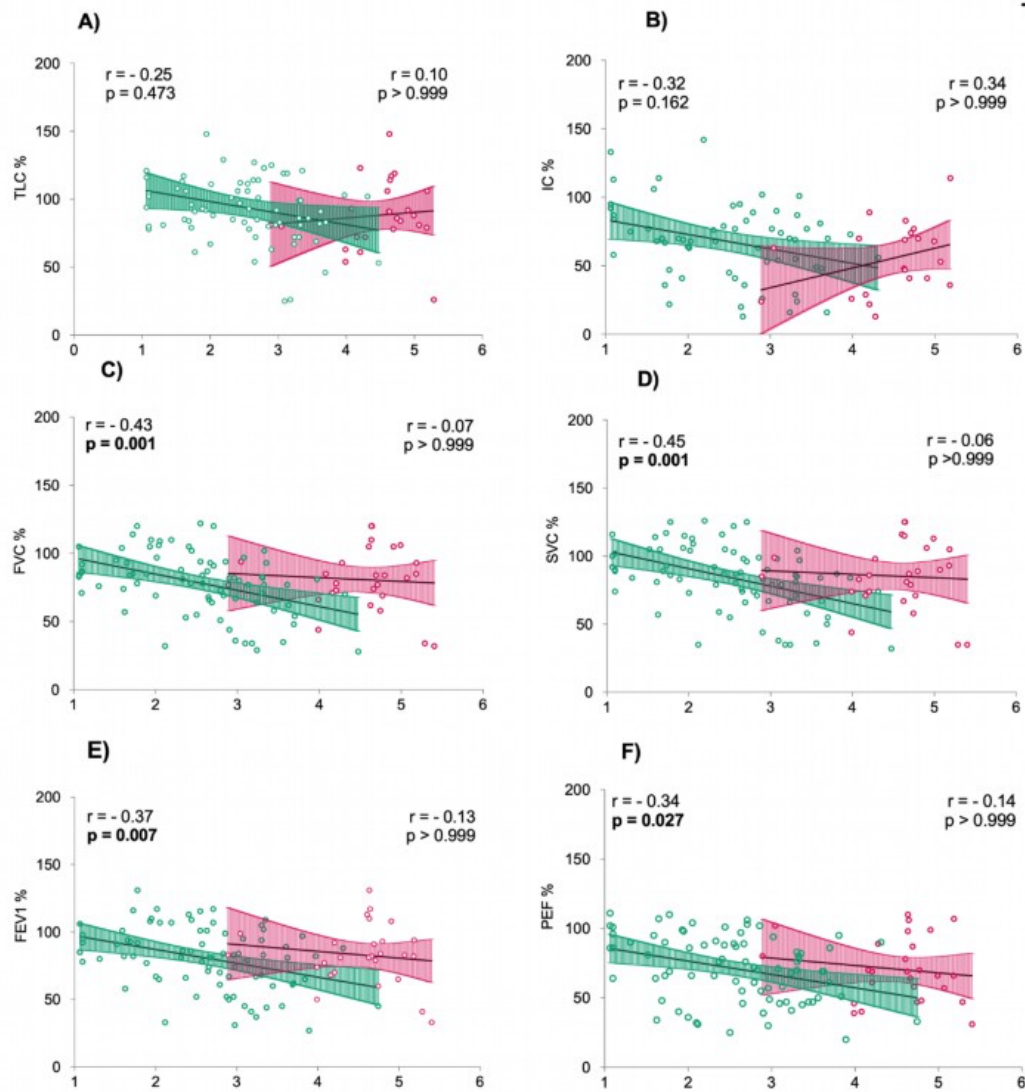 A)
r = - 0.25
p = 0.473
r = 0.10
p > 0.999
TLC %
200
150
100
50
0
0 1 2 3 4 5 6
B)
r = - 0.32
p = 0.162
r = 0.34
p > 0.999
IC %
200
150
100
50
0
1 2 3 4 5 6
C)
r = - 0.43
p = 0.001
r = - 0.07
p > 0.999
FVC %
200
150
100
50
0
1 2 3 4 5 6
D)
r = - 0.45
p = 0.001
r = - 0.06
p >0.999
SVC %
200
150
100
50
0
1 2 3 4 5 6
E)
r = - 0.37
p = 0.007
r = - 0.13
p > 0.999
FEV1 %
200
150
100
50
0
1 2 3 4 5 6
F)
r = - 0.34
p = 0.027
r = - 0.14
p > 0.999
PEF %
200
150
100
50
0
1 2 3 4 5 6